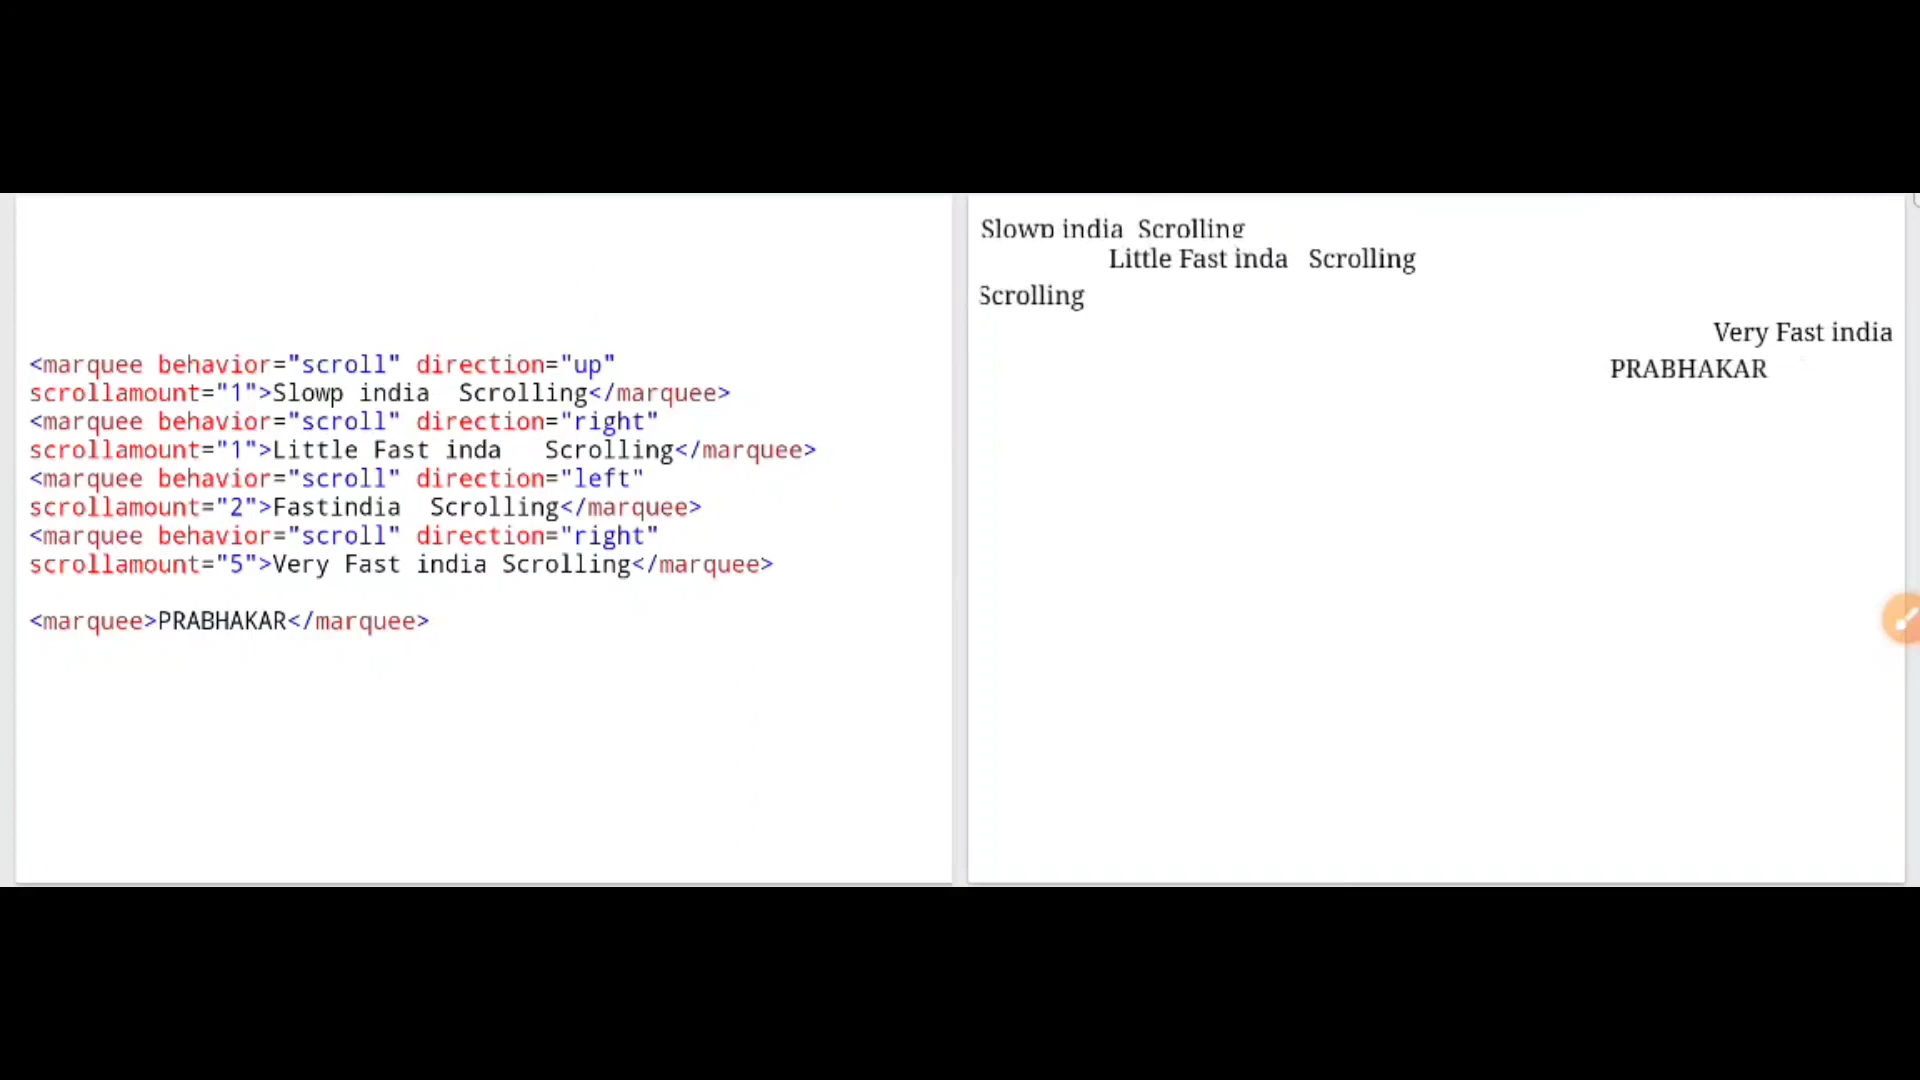 <marquee behavior="scroll" direction="up"
scrollamount="1">Slowp india  Scrolling</marquee>
<marquee behavior="scroll" direction="right"
scrollamount="1">Little Fast inda   Scrolling</marquee>
<marquee behavior="scroll" direction="left"
scrollamount="2">Fastindia  Scrolling</marquee>
<marquee behavior="scroll" direction="right"
scrollamount="5">Very Fast india Scrolling</marquee>
<marquee>PRABHAKAR</marquee>
Slowp india  Scrolling
Little Fast inda   Scrolling
Scrolling
Very Fast india
PRABHAKAR